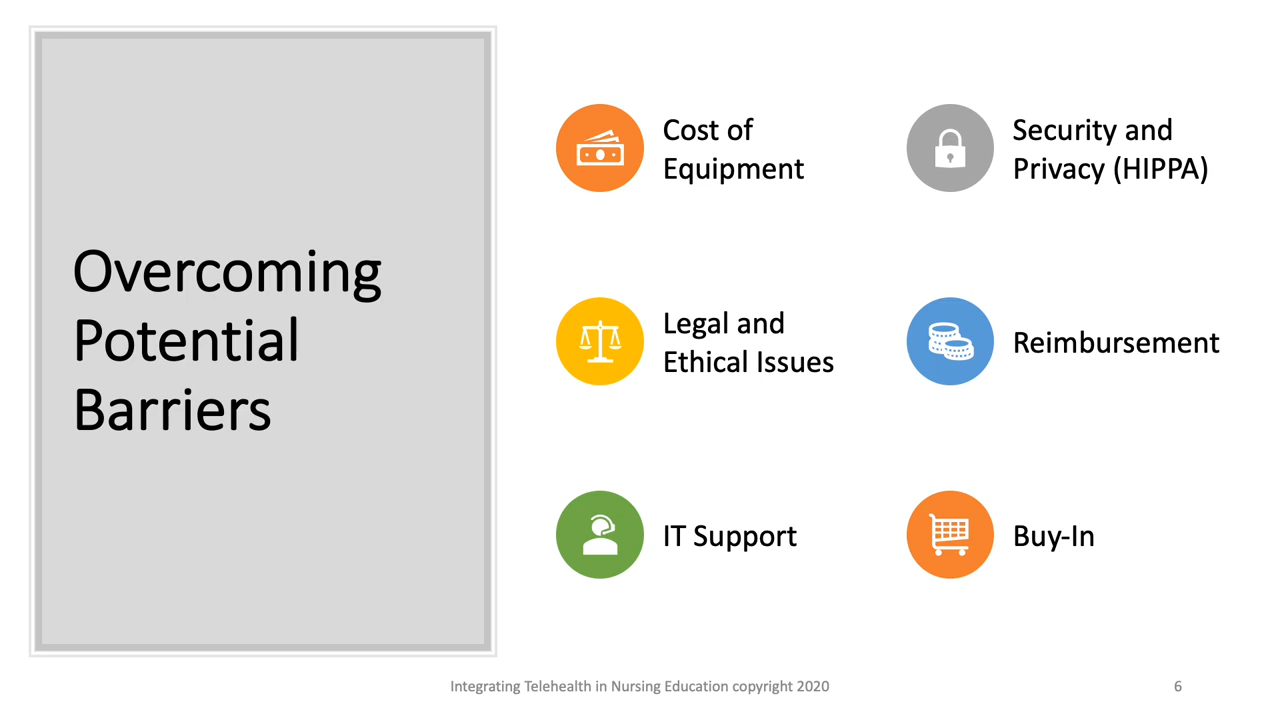 Overcoming
Potential
Barriers
Cost of
Equipment
Security and
Privacy (HIPPA)
Legal and
Ethical Issues
Reimbursement
IT Support
Buy-In
Integrating Telehealth in Nursing Education copyright 2020
6